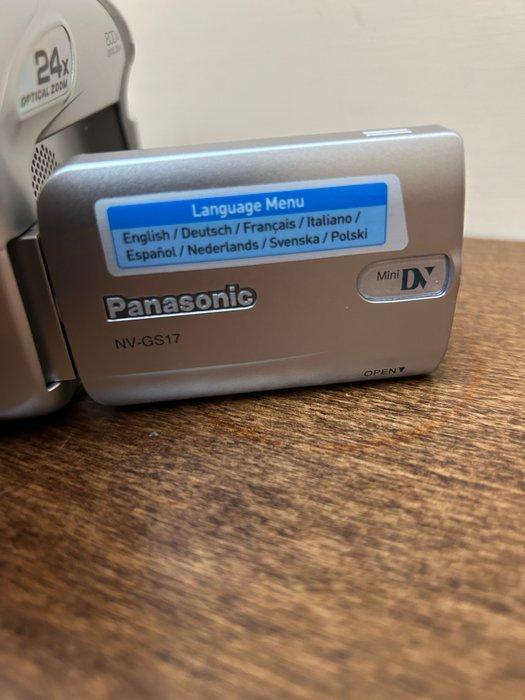 24x
OPTICAL ZOOM
800x
Language Menu
English / Deutsch / Français / Italiano /
Español / Nederlands / Svenska / Polski
Mini DV
Panasonic
NV-GS17
OPEN▼